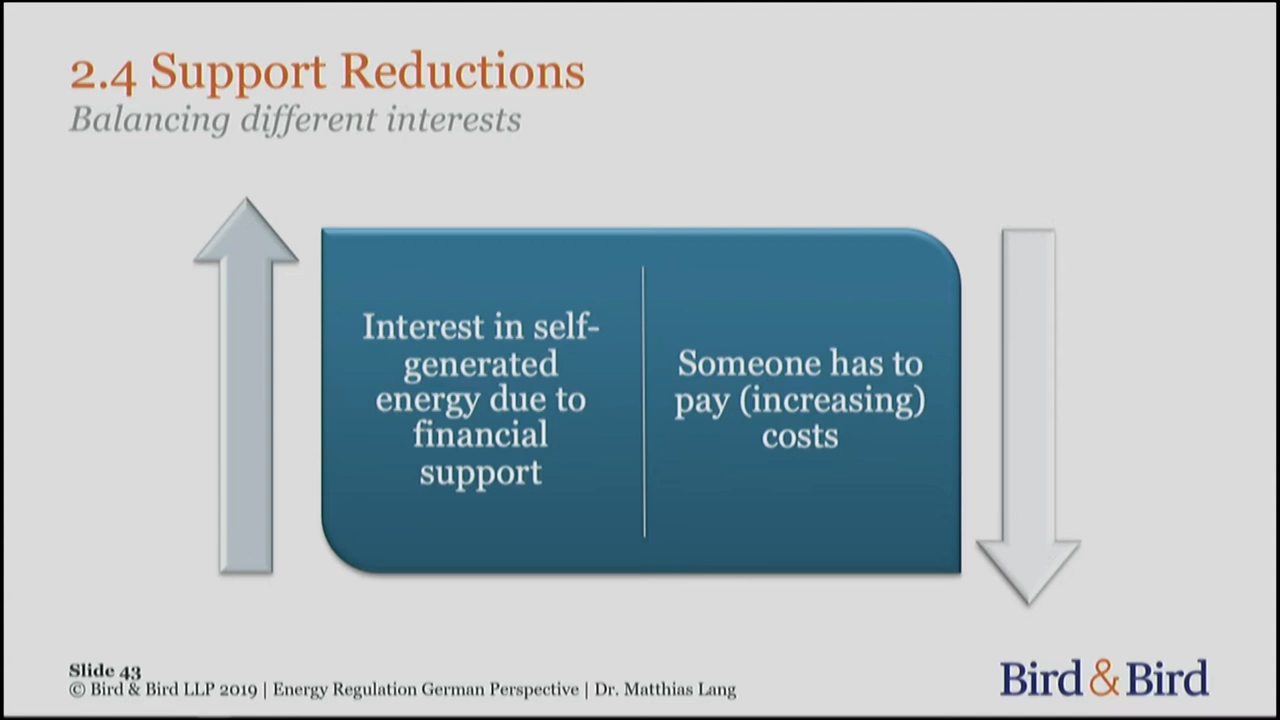 2.4 Support Reductions
Balancing different interests
Interest in self-
generated
energy due to
financial
support
Someone has to
pay (increasing)
costs
Slide 43
© Bird & Bird LLP 2019 | Energy Regulation German Perspective | Dr. Matthias Lang
Bird & Bird